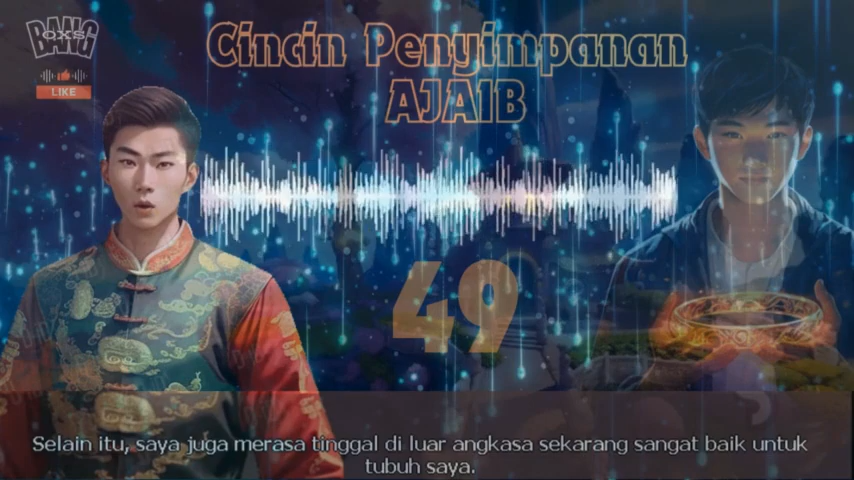 BANG
OXS
LIKE
Cincin Penyimpanan
AJAIB
49
Selain itu, saya juga merasa tinggal di luar angkasa sekarang sangat baik untuk
tubuh saya.